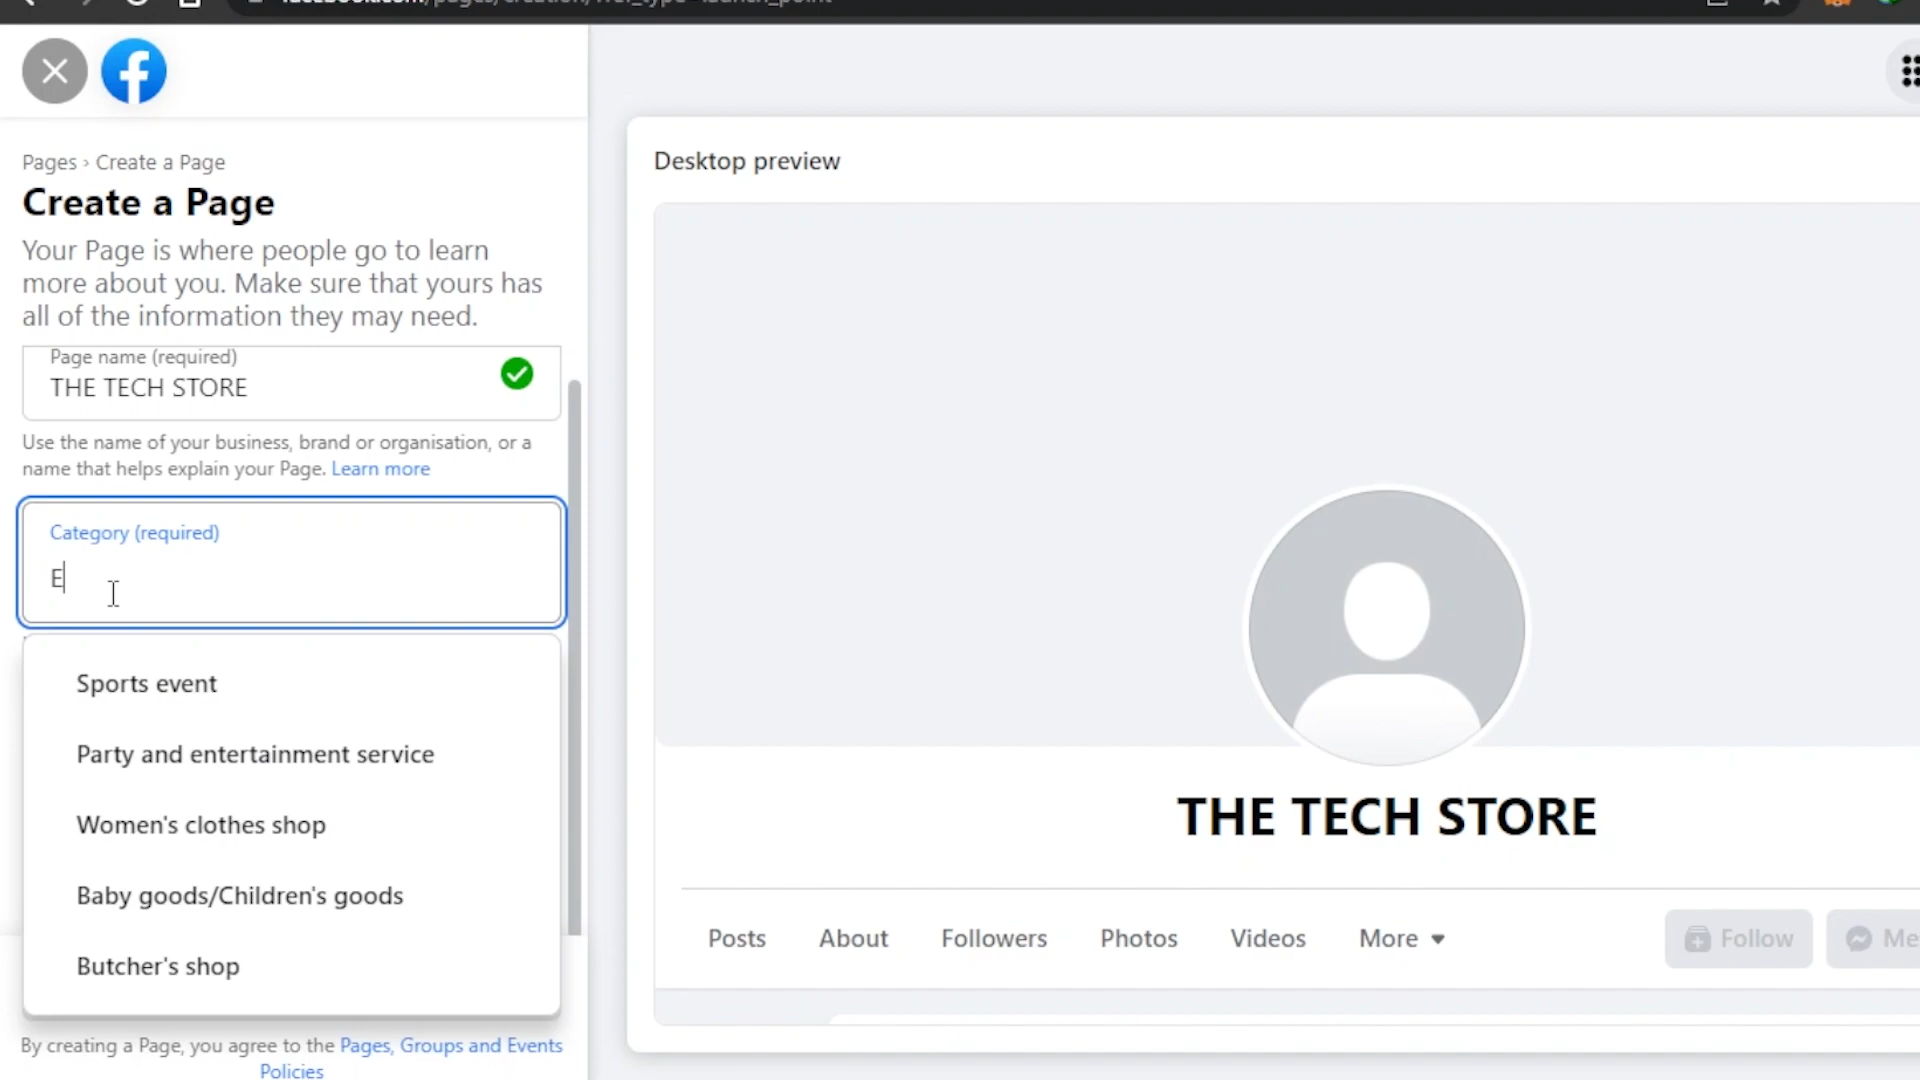 Pages › Create a Page
Create a Page
Your Page is where people go to learn
more about you. Make sure that yours has
all of the information they may need.
Page name (required)
THE TECH STORE
Use the name of your business, brand or organisation, or a
name that helps explain your Page. Learn more
Category (required)
E
Sports event
Party and entertainment service
Women's clothes shop
Baby goods/Children's goods
Butcher's shop
By creating a Page, you agree to the Pages, Groups and Events
Policies
Desktop preview
THE TECH STORE
Posts About Followers Photos Videos More Follow Me